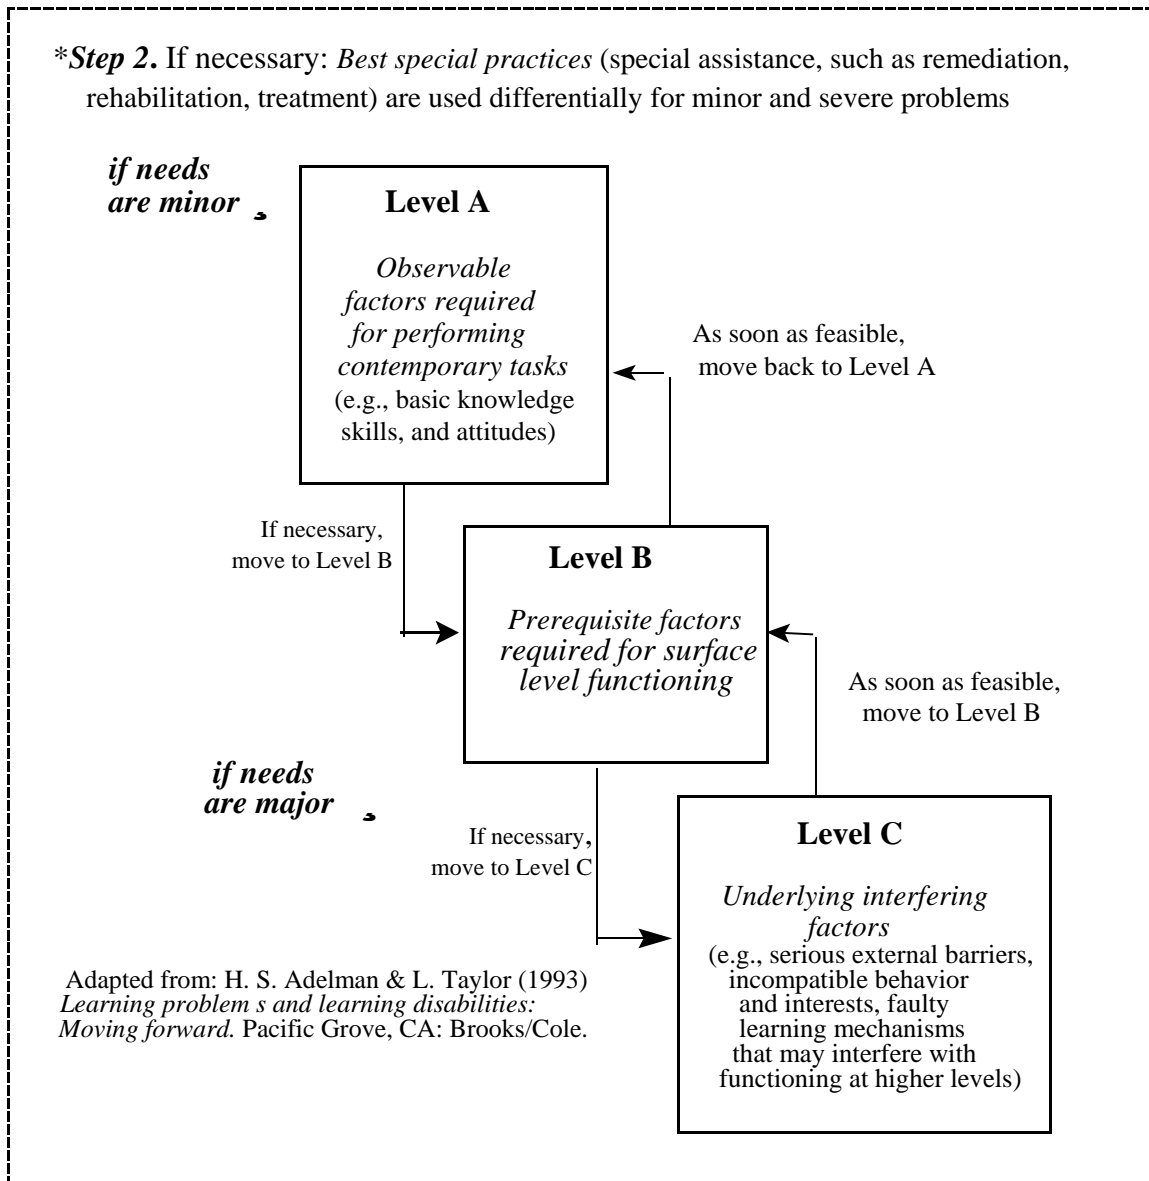 *Step 2. If necessary: Best special practices (special assistance, such as remediation,
rehabilitation, treatment) are used differentially for minor and severe problems
if needs
are minor
Level A
Observable
factors required
for performing
contemporary tasks
(e.g., basic knowledge
skills, and attitudes)
As soon as feasible,
move back to Level A
If necessary,
move to Level B
Level B
Prerequisite factors
required for surface
level functioning
As soon as feasible,
move to Level B
if needs
are major
If necessary,
move to Level C
Level C
Underlying interfering
factors
(e.g., serious external barriers,
incompatible behavior
and interests, faulty
learning mechanisms
that may interfere with
functioning at higher levels)
Adapted from: H. S. Adelman & L. Taylor (1993)
Learning problem s and learning disabilities:
Moving forward. Pacific Grove, CA: Brooks/Cole.